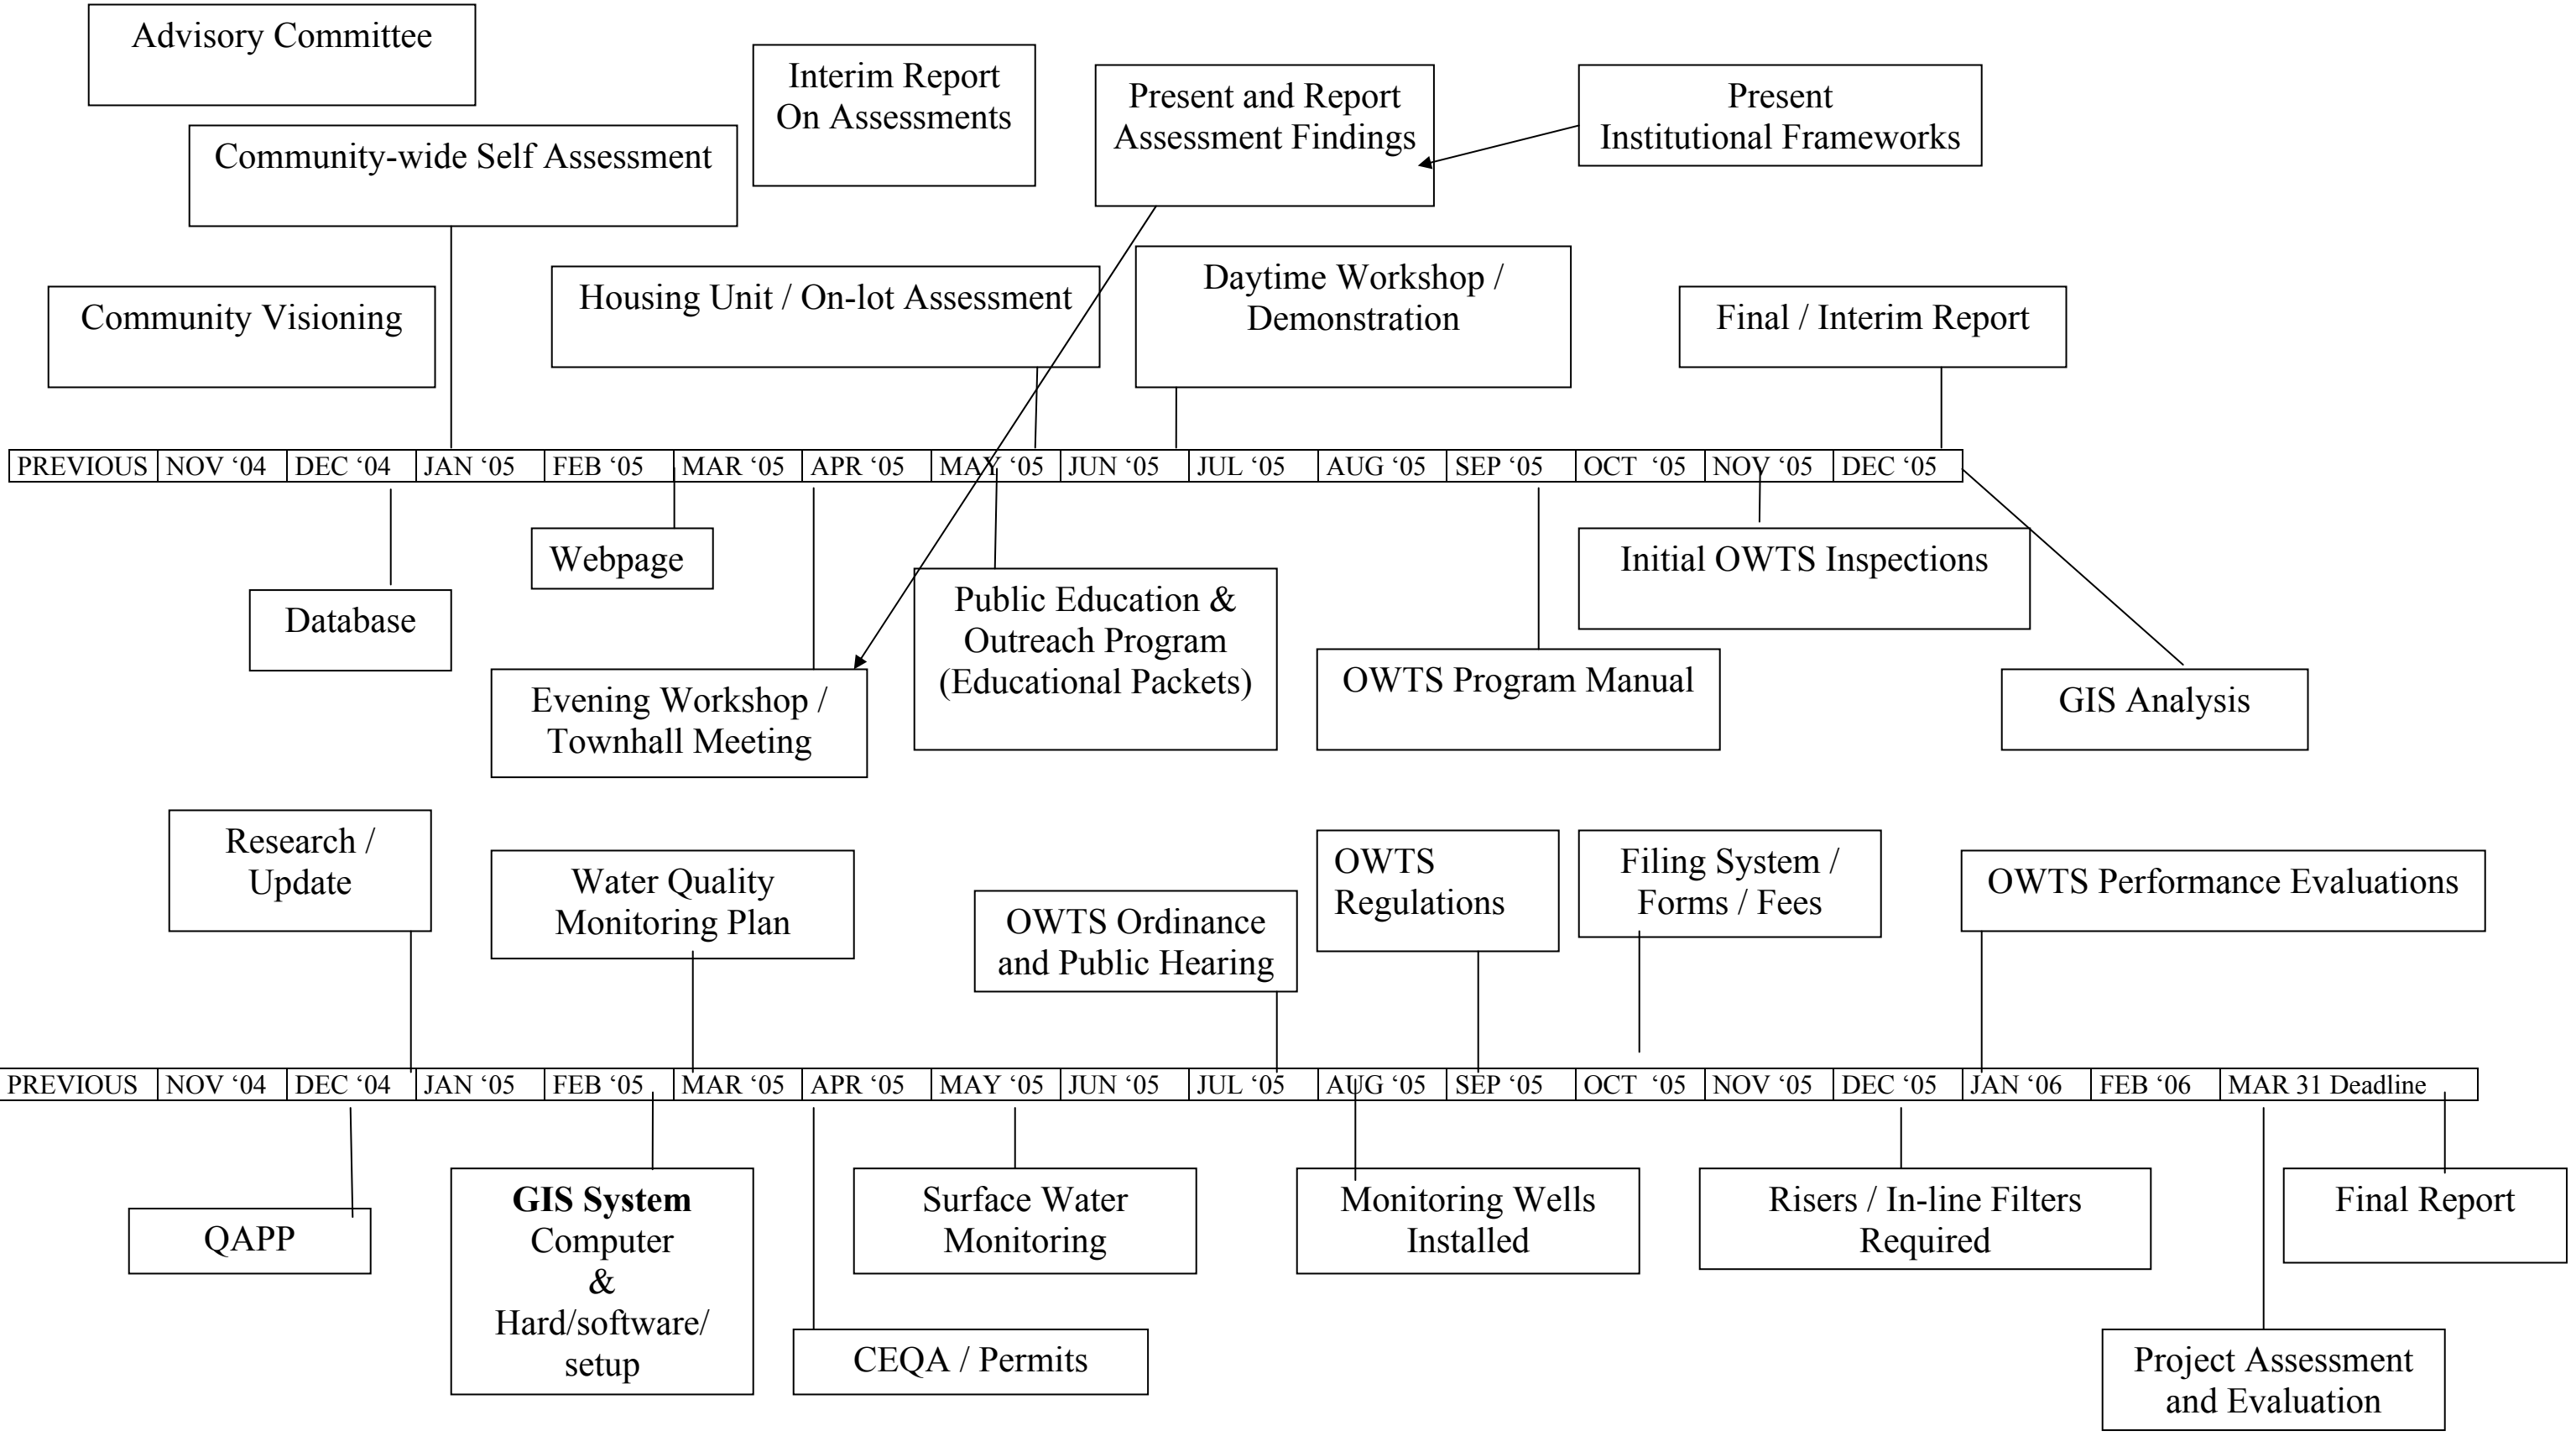 Advisory Committee
Interim Report
On Assessments
Present and Report
Assessment Findings
Present
Institutional Frameworks
Community-wide Self Assessment
Community Visioning
Housing Unit / On-lot Assessment
Daytime Workshop /
Demonstration
Final / Interim Report
PREVIOUS NOV ‘04 DEC ‘04 JAN ‘05 FEB ‘05 MAR ‘05 APR ‘05 MAY ‘05 JUN ‘05 JUL ‘05 AUG ‘05 SEP ‘05 OCT ‘05 NOV ‘05 DEC ‘05
Database
Webpage
Evening Workshop /
Townhall Meeting
Public Education &
Outreach Program
(Educational Packets)
OWTS Program Manual
Initial OWTS Inspections
GIS Analysis
Research /
Update
Water Quality
Monitoring Plan
OWTS Ordinance
and Public Hearing
OWTS
Regulations
Filing System /
Forms / Fees
OWTS Performance Evaluations
PREVIOUS NOV ‘04 DEC ‘04 JAN ‘05 FEB ‘05 MAR ‘05 APR ‘05 MAY ‘05 JUN ‘05 JUL ‘05 AUG ‘05 SEP ‘05 OCT ‘05 NOV ‘05 DEC ‘05 JAN ‘06 FEB ‘06 MAR 31 Deadline
QAPP
GIS System
Computer
&
Hard/software/
setup
CEQA / Permits
Surface Water
Monitoring
Monitoring Wells
Installed
Risers / In-line Filters
Required
Final Report
Project Assessment
and Evaluation